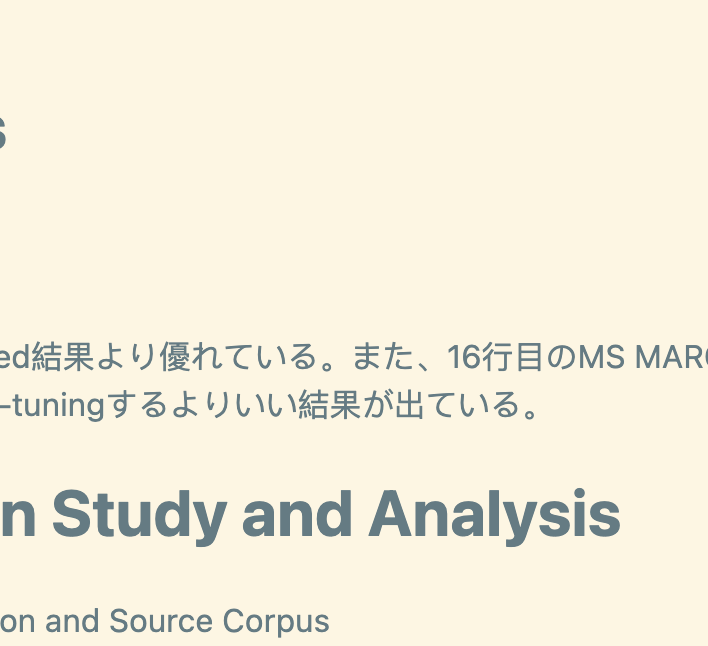 s
ed結果より優れている。また、16行目のMS MAR
-tuningするよりいい結果が出ている。
n Study and Analysis
on and Source Corpus